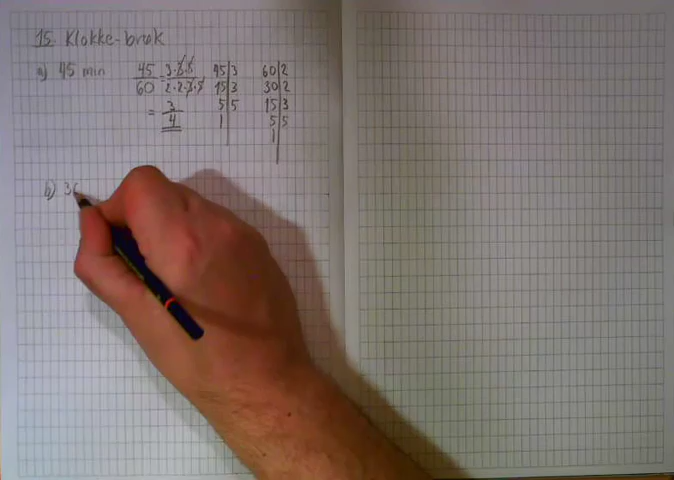 15. Klokke-brøk
a) 45 min 45/60 = 3·3·5/2·2·3·5 45|3 60|2
15|3 30|2
= 3/4 5|5 15|3
1| 5|5
1|
b) 36